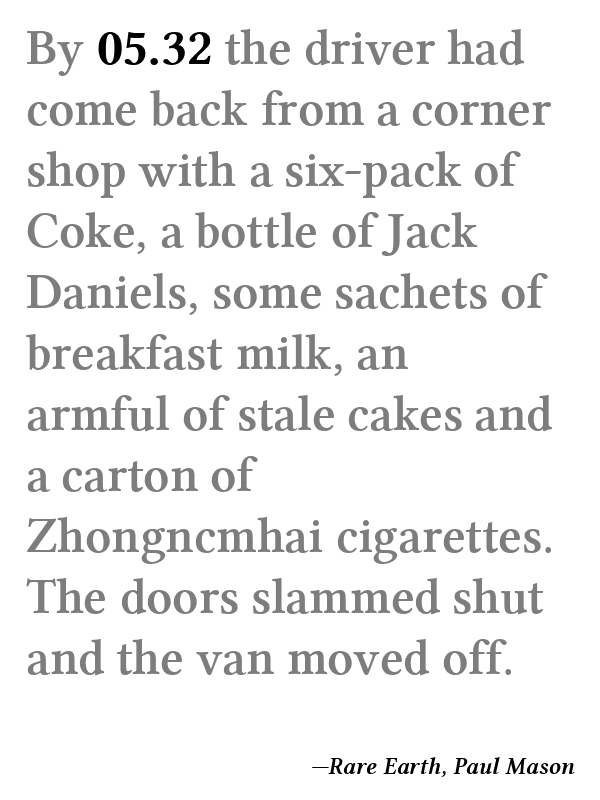 By 05.32 the driver had
come back from a corner
shop with a six-pack of
Coke, a bottle of Jack
Daniels, some sachets of
breakfast milk, an
armful of stale cakes and
a carton of
Zhongncmhai cigarettes.
The doors slammed shut
and the van moved off.
—Rare Earth, Paul Mason